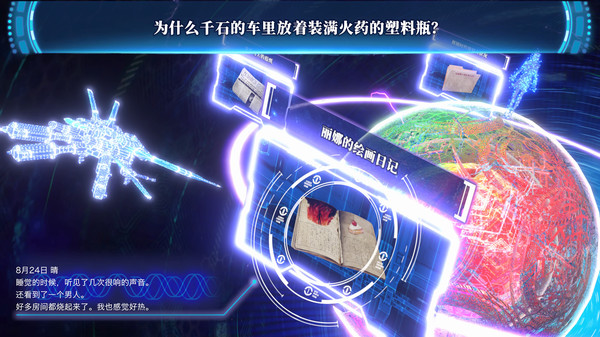 为什么千石的车里放着装满火药的塑料瓶？
丽娜的绘画日记
8月24日 晴
睡觉的时候，听见了几次很响的声音。
还看到了一个男人。
好多房间都烧起来了。我也感觉好热。